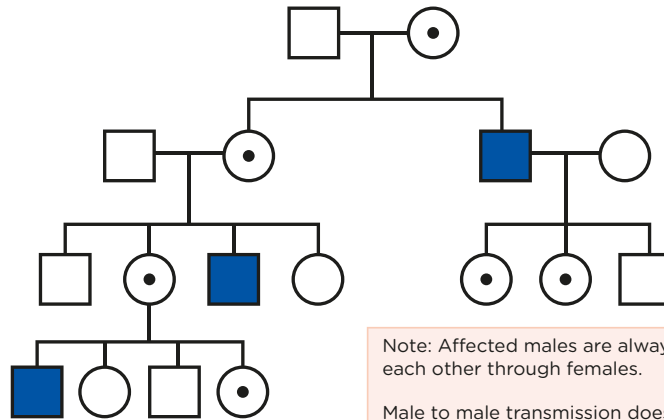 Note: Affected males are alway
each other through females.
Male to male transmission doe